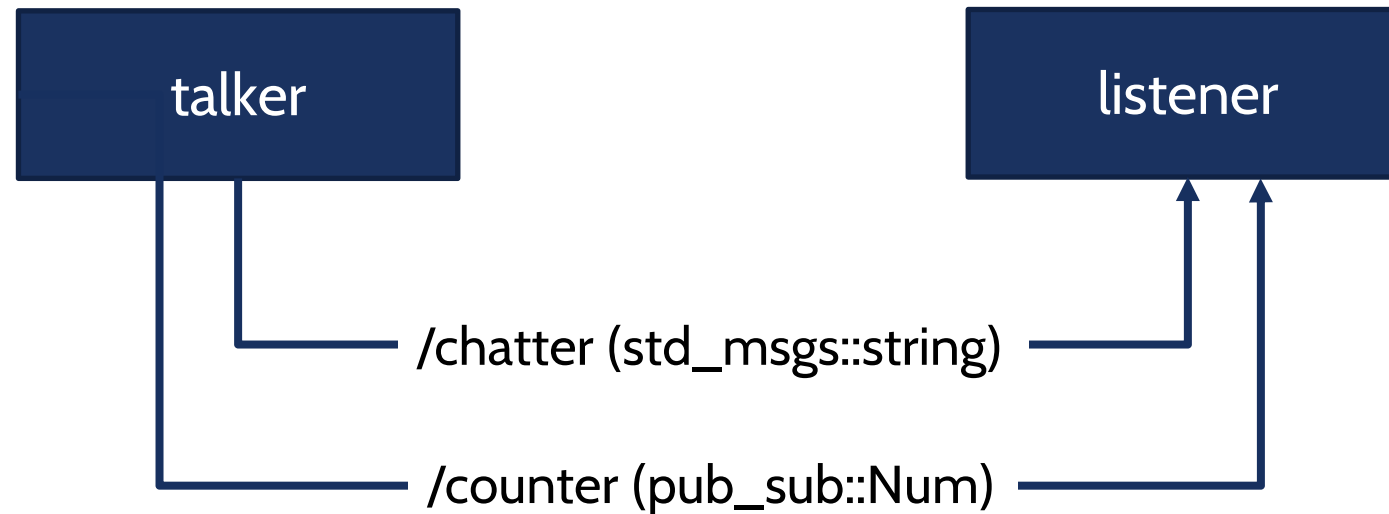 talker
listener
/chatter (std_msgs::string)
/counter (pub_sub::Num)